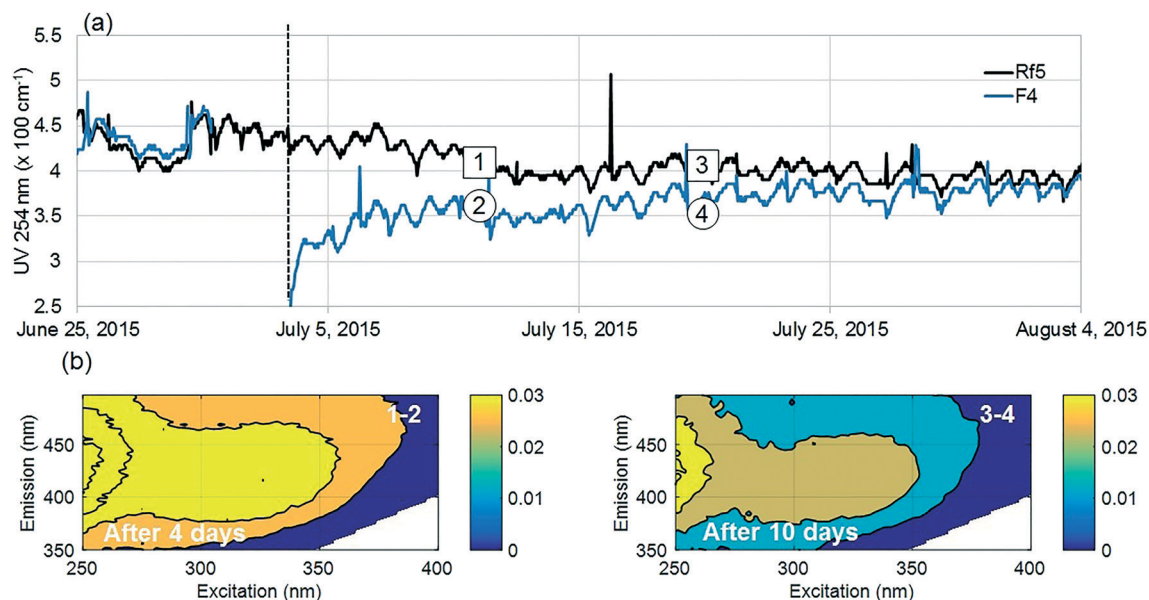 (a)
UV 254 nm (x 100 cm⁻¹)
5.5
5
4.5
4
3.5
3
2.5
Rf5
F4
1
2
3
4
June 25, 2015 July 5, 2015 July 15, 2015 July 25, 2015 August 4, 2015
(b)
Emission (nm)
450
400
350
1-2
After 4 days
250 300 350 400
Excitation (nm)
0.03
0.02
0.01
0
Emission (nm)
450
400
350
3-4
After 10 days
250 300 350 400
Excitation (nm)
0.03
0.02
0.01
0